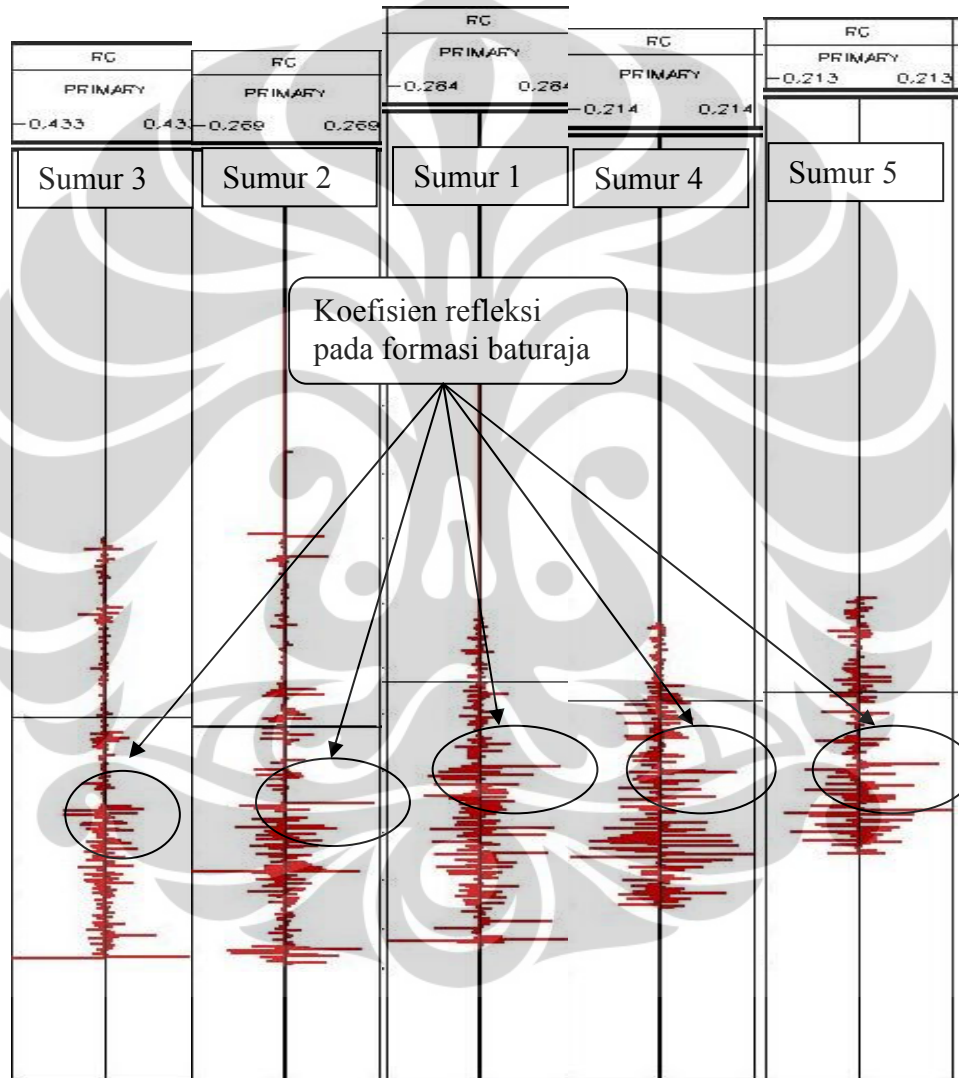 RC
PRIMARY
-0,433 0,43
Sumur 3
RC
PRIMARY
-0,269 0,269
Sumur 2
RC
PRIMARY
-0,284 0,284
Sumur 1
RC
PRIMARY
-0,214 0,214
Sumur 4
RC
PRIMARY
-0,213 0,213
Sumur 5
Koefisien refleksi
pada formasi baturaja